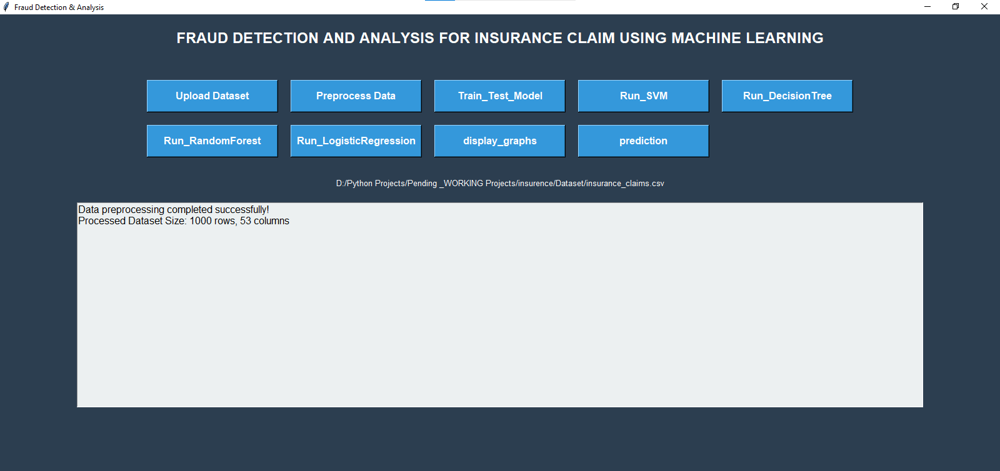 Fraud Detection & Analysis
FRAUD DETECTION AND ANALYSIS FOR INSURANCE CLAIM USING MACHINE LEARNING
Upload Dataset
Preprocess Data
Train_Test_Model
Run_SVM
Run_DecisionTree
Run_RandomForest
Run_LogisticRegression
display_graphs
prediction
D:/Python Projects/Pending _WORKING Projects/insurence/Dataset/insurance_claims.csv
Data preprocessing completed successfully!
Processed Dataset Size: 1000 rows, 53 columns